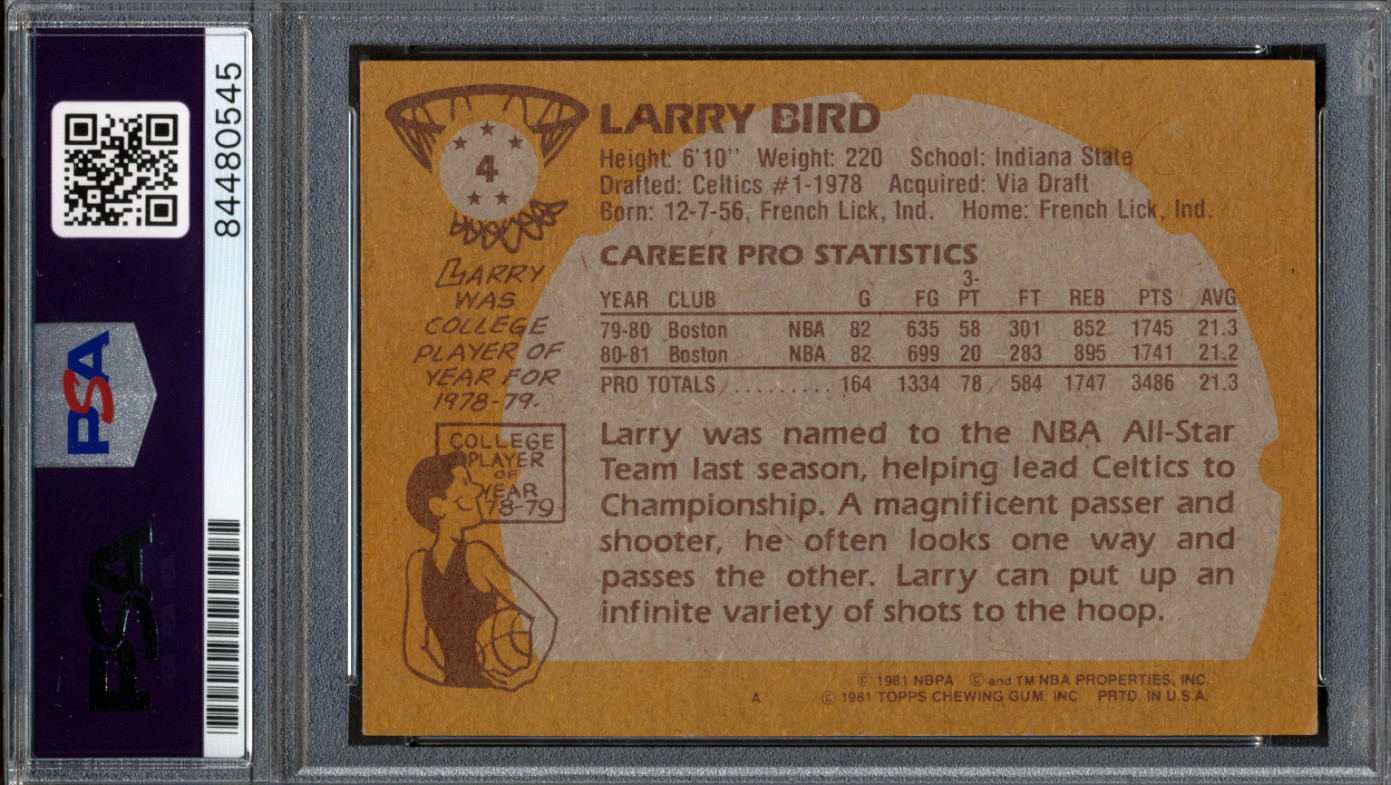 84480545
PSA
PSA
4
LARRY BIRD
Height: 6'10'' Weight: 220 School: Indiana State
Drafted: Celtics #1-1978 Acquired: Via Draft
Born: 12-7-56, French Lick, Ind. Home: French Lick, Ind.
LARRY
WAS
COLLEGE
PLAYER OF
YEAR FOR
1978-79.
COLLEGE
PLAYER
OF
YEAR
78-79
CAREER PRO STATISTICS
YEAR CLUB G FG 3-PT FT REB PTS AVG
79-80 Boston NBA 82 635 58 301 852 1745 21.3
80-81 Boston NBA 82 699 20 283 895 1741 21.2
PRO TOTALS .......... 164 1334 78 584 1747 3486 21.3
Larry was named to the NBA All-Star
Team last season, helping lead Celtics to
Championship. A magnificent passer and
shooter, he often looks one way and
passes the other. Larry can put up an
infinite variety of shots to the hoop.
© 1981 NBPA © and TM NBA PROPERTIES, INC.
A © 1981 TOPPS CHEWING GUM, INC. PRTD. IN U.S.A.